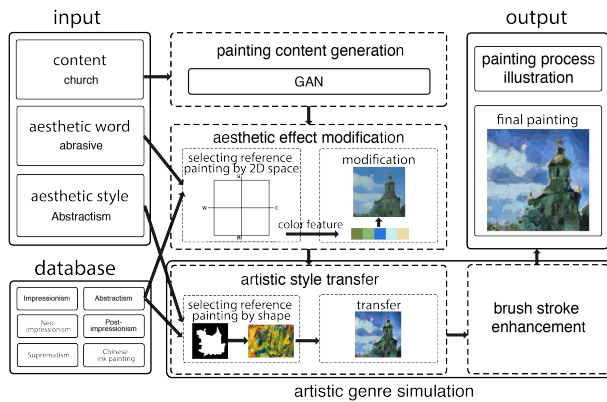 input
content
church
aesthetic word
abrasive
aesthetic style
Abstractism
database
Impressionism
Abstractism
Neo-
impressionism
Post-
impressionism
Suprematism
Chinese
ink painting
painting content generation
GAN
aesthetic effect modification
selecting reference
painting by 2D space
w
c
color feature
modification
artistic style transfer
selecting reference
painting by shape
transfer
brush stroke
enhancement
artistic genre simulation
output
painting process
illustration
final painting